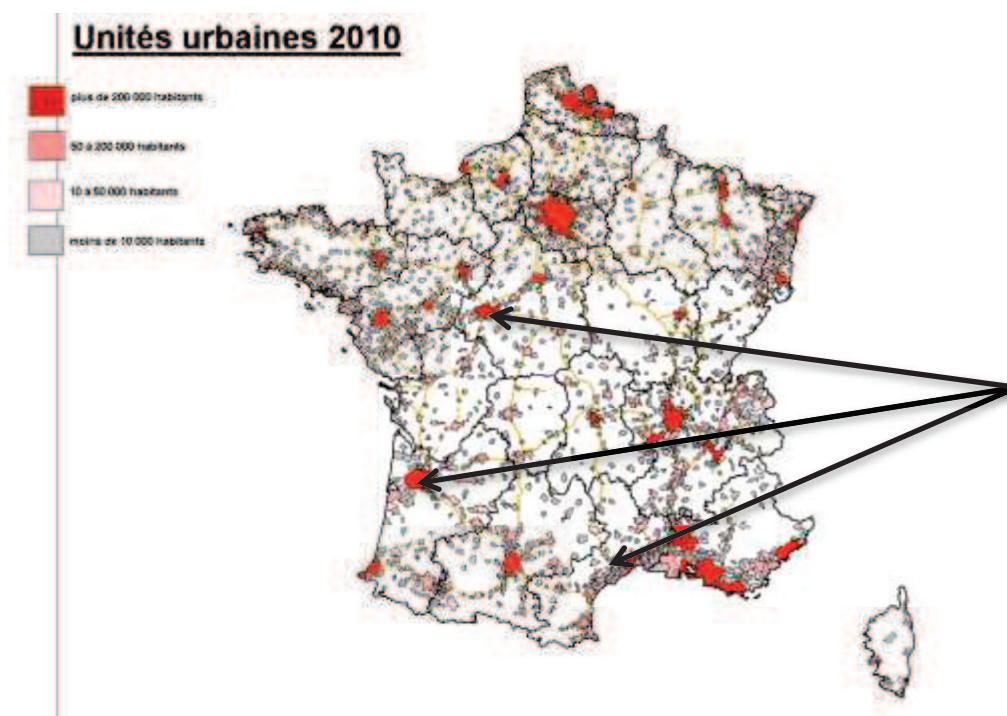 Unités urbaines 2010
plus de 200 000 habitants
50 à 200 000 habitants
10 à 50 000 habitants
moins de 10 000 habitants